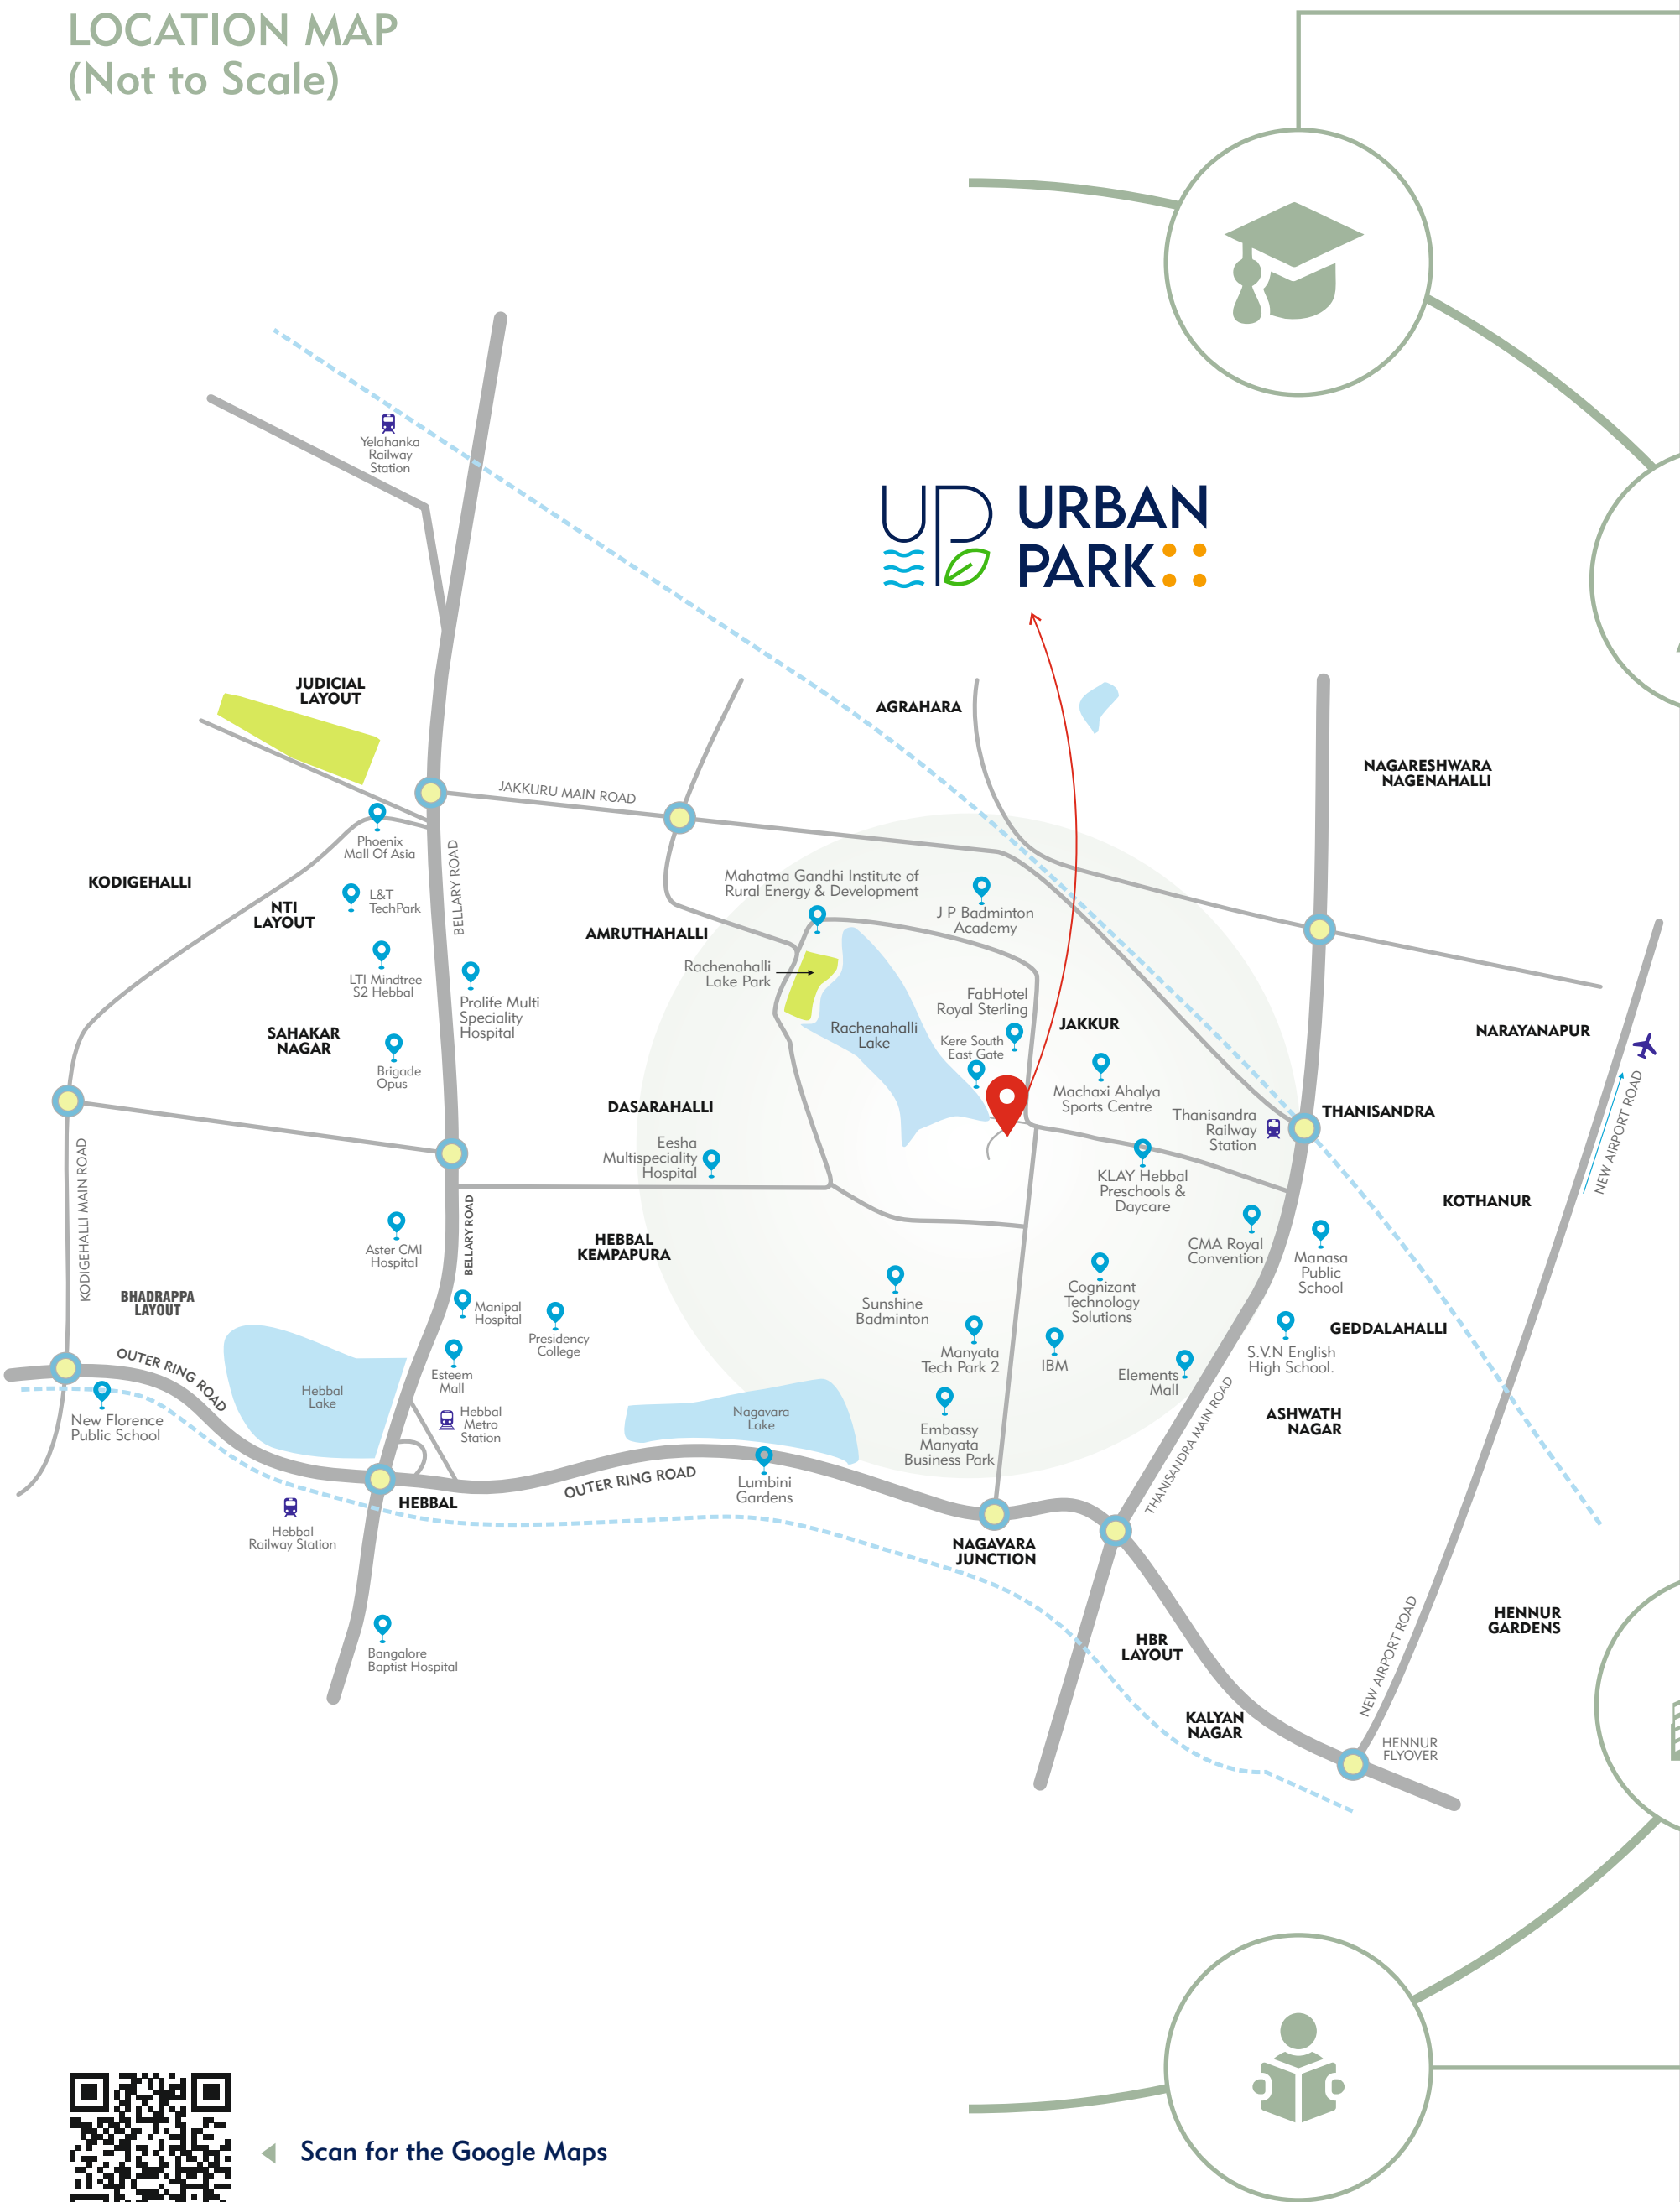 LOCATION MAP
(Not to Scale)
Yelahanka
Railway
Station
UP
URBAN
PARK
JUDICIAL
LAYOUT
AGRAHARA
NAGARESHWARA
NAGENAHALLI
JAKKURU MAIN ROAD
Phoenix
Mall Of Asia
BELLARY ROAD
KODIGEHALLI
L&T
TechPark
NTI
LAYOUT
Mahatma Gandhi Institute of
Rural Energy & Development
J P Badminton
Academy
AMRUTHAHALLI
LTI Mindtree
S2 Hebbal
Prolife Multi
Speciality
Hospital
Rachenahalli
Lake Park
FabHotel
Royal Sterling
Rachenahalli
Lake
Kere South
East Gate
JAKKUR
NARAYANAPUR
SAHAKAR
NAGAR
Brigade
Opus
Machaxi Ahalya
Sports Centre
DASARAHALLI
Thanisandra
Railway
Station
THANISANDRA
NEW AIRPORT ROAD
KODIGEHALLI MAIN ROAD
Eesha
Multispeciality
Hospital
KLAY Hebbal
Preschools &
Daycare
KOTHANUR
BELLARY ROAD
Aster CMI
Hospital
HEBBAL
KEMPAPURA
CMA Royal
Convention
Manasa
Public
School
BHADRAPPA
LAYOUT
Manipal
Hospital
Presidency
College
Sunshine
Badminton
Cognizant
Technology
Solutions
GEDDALAHALLI
OUTER RING ROAD
Esteem
Mall
Manyata
Tech Park 2
IBM
S.V.N English
High School.
Elements
Mall
Hebbal
Lake
New Florence
Public School
Hebbal
Metro
Station
Nagavara
Lake
Embassy
Manyata
Business Park
ASHWATH
NAGAR
THANISANDRA MAIN ROAD
OUTER RING ROAD
Lumbini
Gardens
HEBBAL
Hebbal
Railway Station
NAGAVARA
JUNCTION
Bangalore
Baptist Hospital
HBR
LAYOUT
HENNUR
GARDENS
NEW AIRPORT ROAD
KALYAN
NAGAR
HENNUR
FLYOVER
Scan for the Google Maps